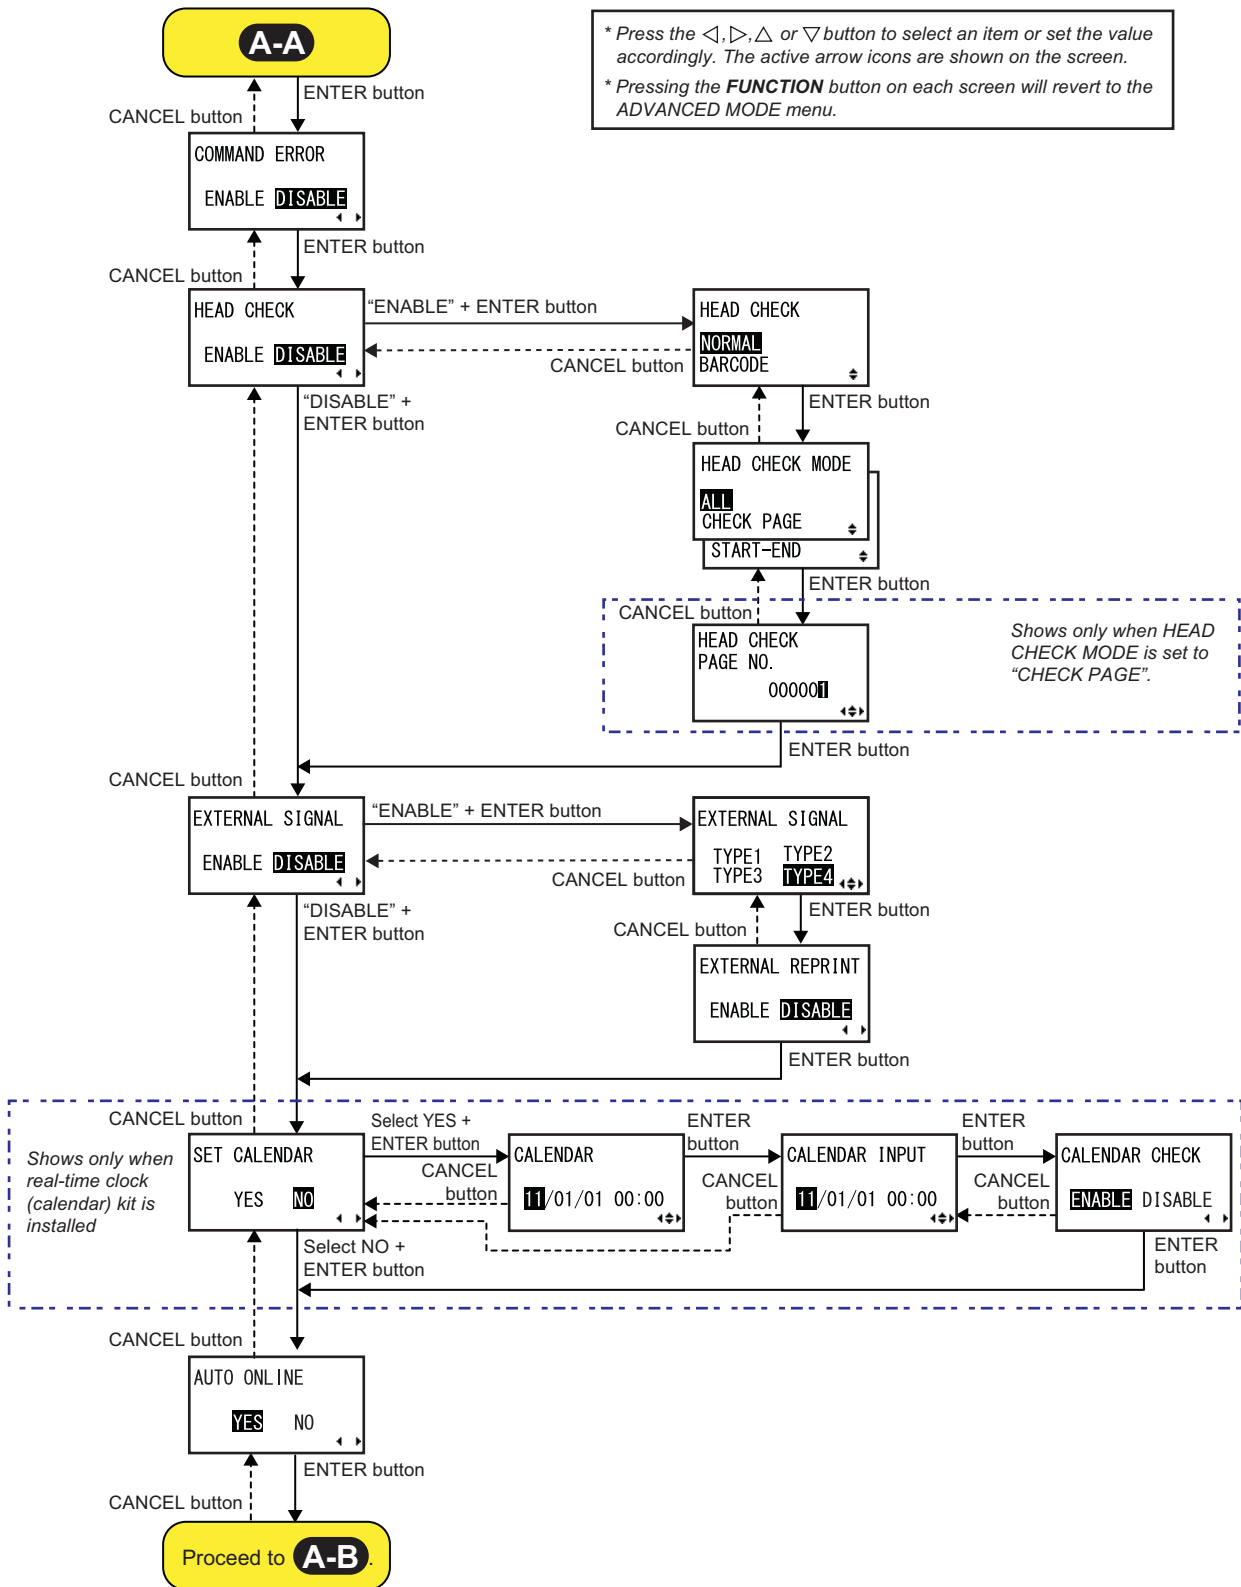 A-A
* Press the ◁, ▷, △ or ▽ button to select an item or set the value
accordingly. The active arrow icons are shown on the screen.
* Pressing the FUNCTION button on each screen will revert to the
ADVANCED MODE menu.
ENTER button
CANCEL button
COMMAND ERROR
ENABLE DISABLE
ENTER button
CANCEL button
HEAD CHECK
ENABLE DISABLE
“ENABLE” + ENTER button
CANCEL button
HEAD CHECK
NORMAL
BARCODE
“DISABLE” +
ENTER button
ENTER button
CANCEL button
HEAD CHECK MODE
ALL
CHECK PAGE
START-END
ENTER button
CANCEL button
HEAD CHECK
PAGE NO.
000001
Shows only when HEAD
CHECK MODE is set to
“CHECK PAGE”.
ENTER button
CANCEL button
EXTERNAL SIGNAL
ENABLE DISABLE
“ENABLE” + ENTER button
CANCEL button
EXTERNAL SIGNAL
TYPE1 TYPE2
TYPE3 TYPE4
“DISABLE” +
ENTER button
ENTER button
CANCEL button
EXTERNAL REPRINT
ENABLE DISABLE
ENTER button
CANCEL button
Shows only when
real-time clock
(calendar) kit is
installed
SET CALENDAR
YES NO
Select YES +
ENTER button
CANCEL
button
CALENDAR
11/01/01 00:00
ENTER
button
CANCEL
button
CALENDAR INPUT
11/01/01 00:00
ENTER
button
CANCEL
button
CALENDAR CHECK
ENABLE DISABLE
ENTER
button
Select NO +
ENTER button
CANCEL button
AUTO ONLINE
YES NO
ENTER button
CANCEL button
Proceed to A-B.